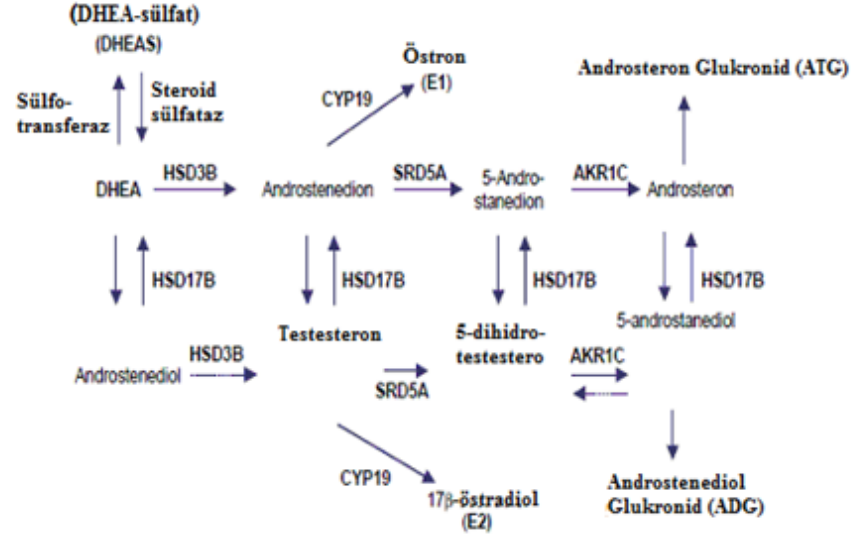 (DHEA-sülfat)
(DHEAS)
Sülfo-
transferaz
Steroid
sülfataz
CYP19
Östron
(E1)
Androsteron Glukronid (ATG)
DHEA
HSD3B
Androstenedion
SRD5A
5-Andro-
stanedion
AKR1C
Androsteron
HSD17B
HSD17B
HSD17B
HSD17B
Androstenediol
HSD3B
Testesteron
SRD5A
5-dihidro-
testestero
AKR1C
5-androstanediol
CYP19
17β-östradiol
(E2)
Androstenediol
Glukronid (ADG)